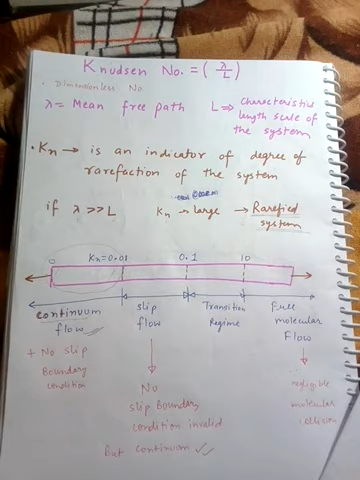 Knudsen No. = (λ/L)
· Dimensionless No.
λ = Mean free path L ⇒ Characteristic
length scale of
the system
· Kn → is an indicator of degree of
rarefaction of the system
if λ >> L Kn → large → Rarefied
system
0 Kn = 0.01 0.1 10
continuum flow
slip flow
Transition Regime
Full molecular Flow
+ No slip
Boundary
condition
No
slip Boundary
condition invalid
But continuum ✓
negligible
molecular
collision